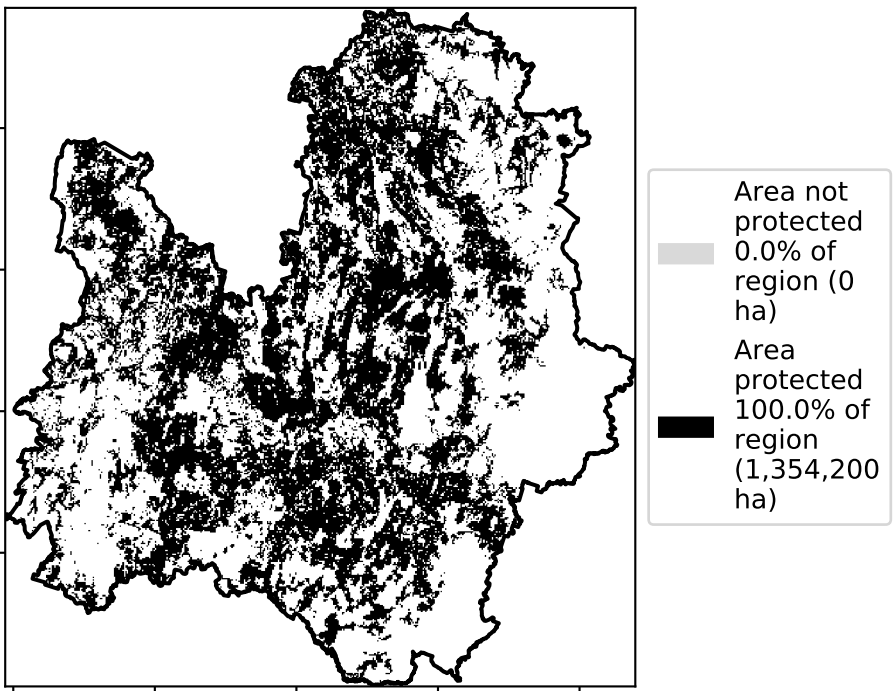 Area not
protected
0.0% of
region (0
ha)
Area
protected
100.0% of
region
(1,354,200
ha)